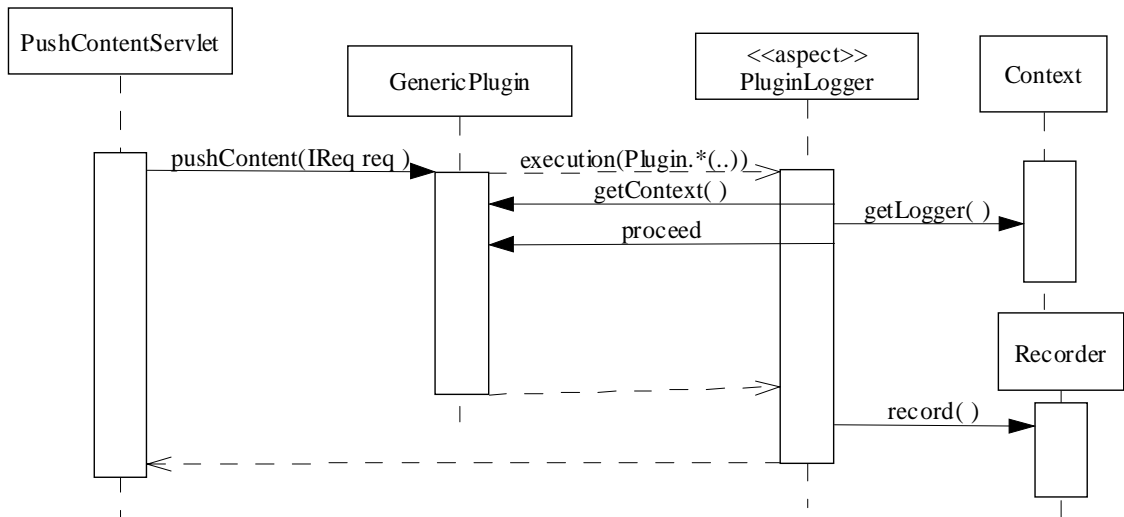 PushContentServlet
GenericPlugin
<<aspect>>
PluginLogger
Context
pushContent(IReq req )
execution(Plugin.*(..))
getContext( )
getLogger( )
proceed
Recorder
record( )